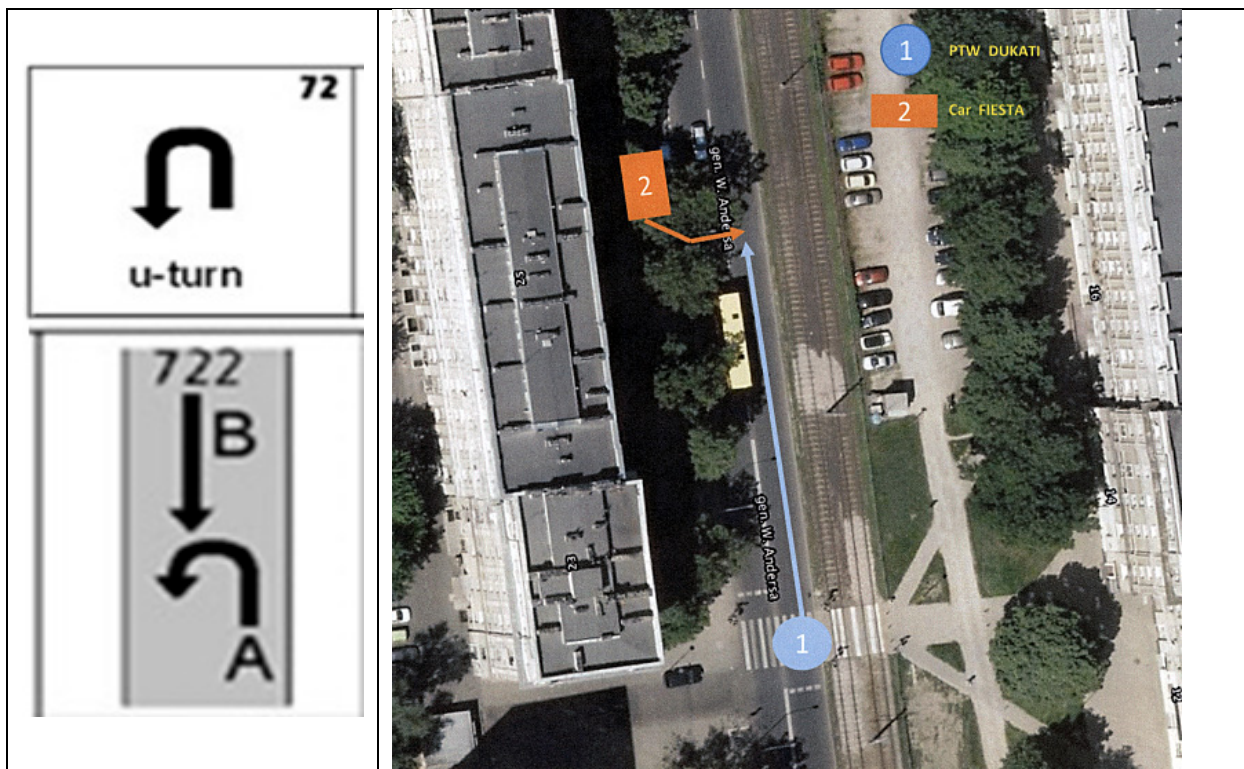 72
u-turn
722
B
A
1 PTW DUKATI
2 Car FIESTA
2
gen. W. Andersa
25
16
gen. W. Andersa
14
23
1
12